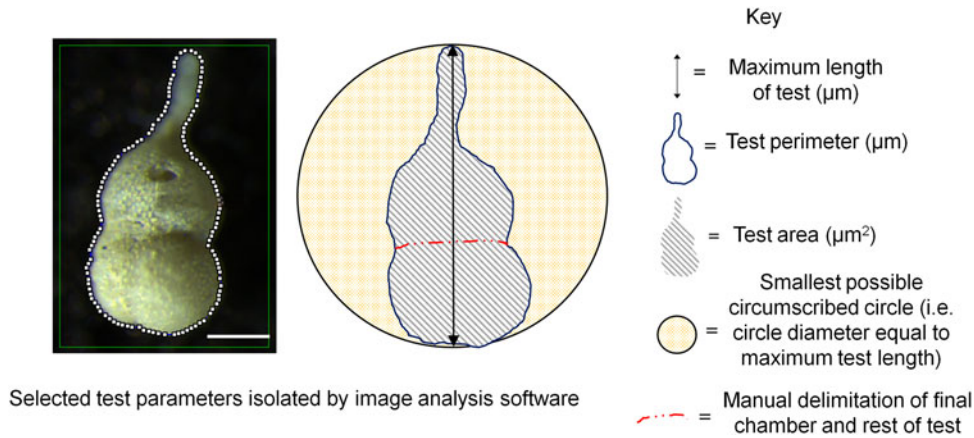 Key
= Maximum length
of test (µm)
= Test perimeter (µm)
= Test area (µm²)
Smallest possible
circumscribed circle (i.e.
= circle diameter equal to
maximum test length)
= Manual delimitation of final
chamber and rest of test
Selected test parameters isolated by image analysis software